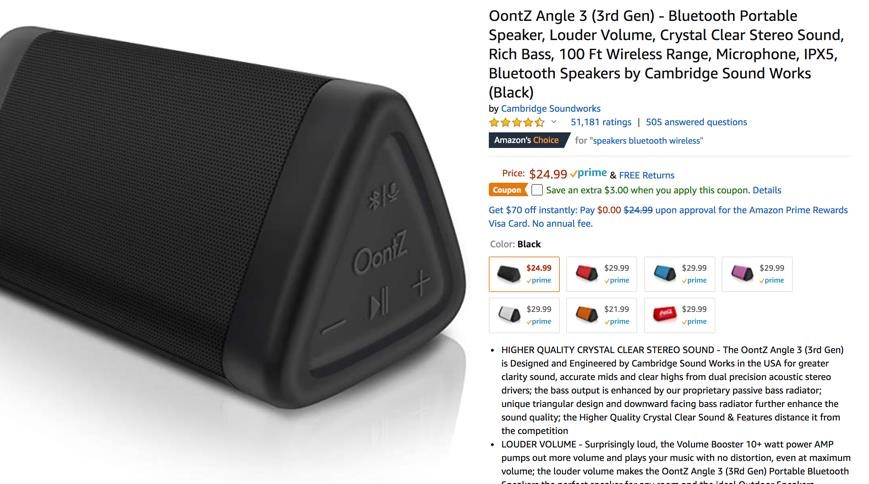 OontZ Angle 3 (3rd Gen) - Bluetooth Portable
Speaker, Louder Volume, Crystal Clear Stereo Sound,
Rich Bass, 100 Ft Wireless Range, Microphone, IPX5,
Bluetooth Speakers by Cambridge Sound Works
(Black)
by Cambridge Soundworks
51,181 ratings | 505 answered questions
Amazon's Choice for "speakers bluetooth wireless"
Price: $24.99 prime & FREE Returns
Coupon Save an extra $3.00 when you apply this coupon. Details
Get $70 off instantly: Pay $0.00 $24.99 upon approval for the Amazon Prime Rewards
Visa Card. No annual fee.
Color: Black
$24.99 $29.99 $29.99 $29.99
prime prime prime prime
$29.99 $21.99 $29.99
prime prime prime
• HIGHER QUALITY CRYSTAL CLEAR STEREO SOUND - The OontZ Angle 3 (3rd Gen)
is Designed and Engineered by Cambridge Sound Works in the USA for greater
clarity sound, accurate mids and clear highs from dual precision acoustic stereo
drivers; the bass output is enhanced by our proprietary passive bass radiator;
unique triangular design and downward facing bass radiator further enhance the
sound quality; the Higher Quality Crystal Clear Sound & Features distance it from
the competition
• LOUDER VOLUME - Surprisingly loud, the Volume Booster 10+ watt power AMP
pumps out more volume and plays your music with no distortion, even at maximum
volume; the louder volume makes the OontZ Angle 3 (3Rd Gen) Portable Bluetooth
OontZ